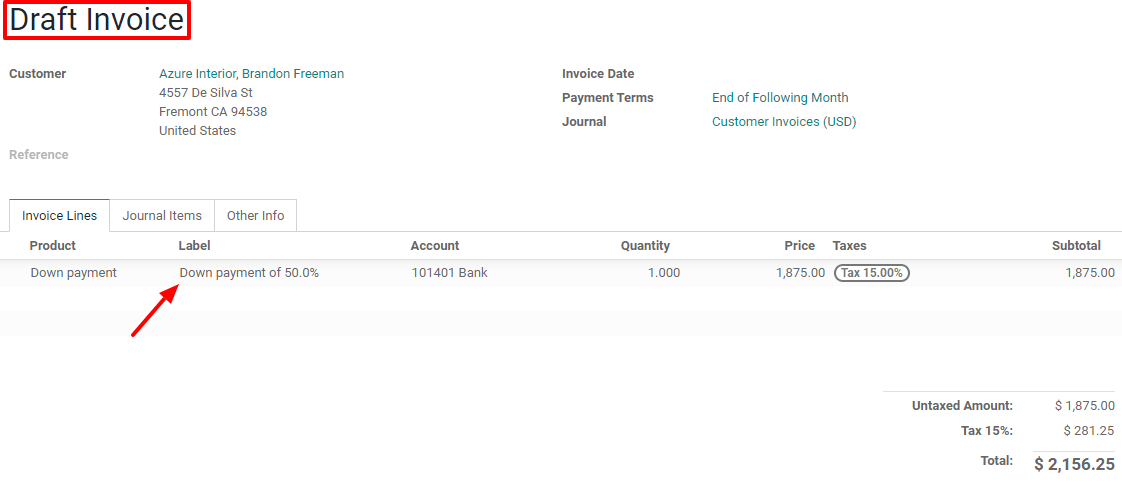 Draft Invoice
Customer
Azure Interior, Brandon Freeman
4557 De Silva St
Fremont CA 94538
United States
Reference
Invoice Date
Payment Terms End of Following Month
Journal Customer Invoices (USD)
Invoice Lines Journal Items Other Info
Product Label Account Quantity Price Taxes Subtotal
Down payment Down payment of 50.0% 101401 Bank 1.000 1,875.00 Tax 15.00% 1,875.00
Untaxed Amount: $ 1,875.00
Tax 15%: $ 281.25
Total: $ 2,156.25